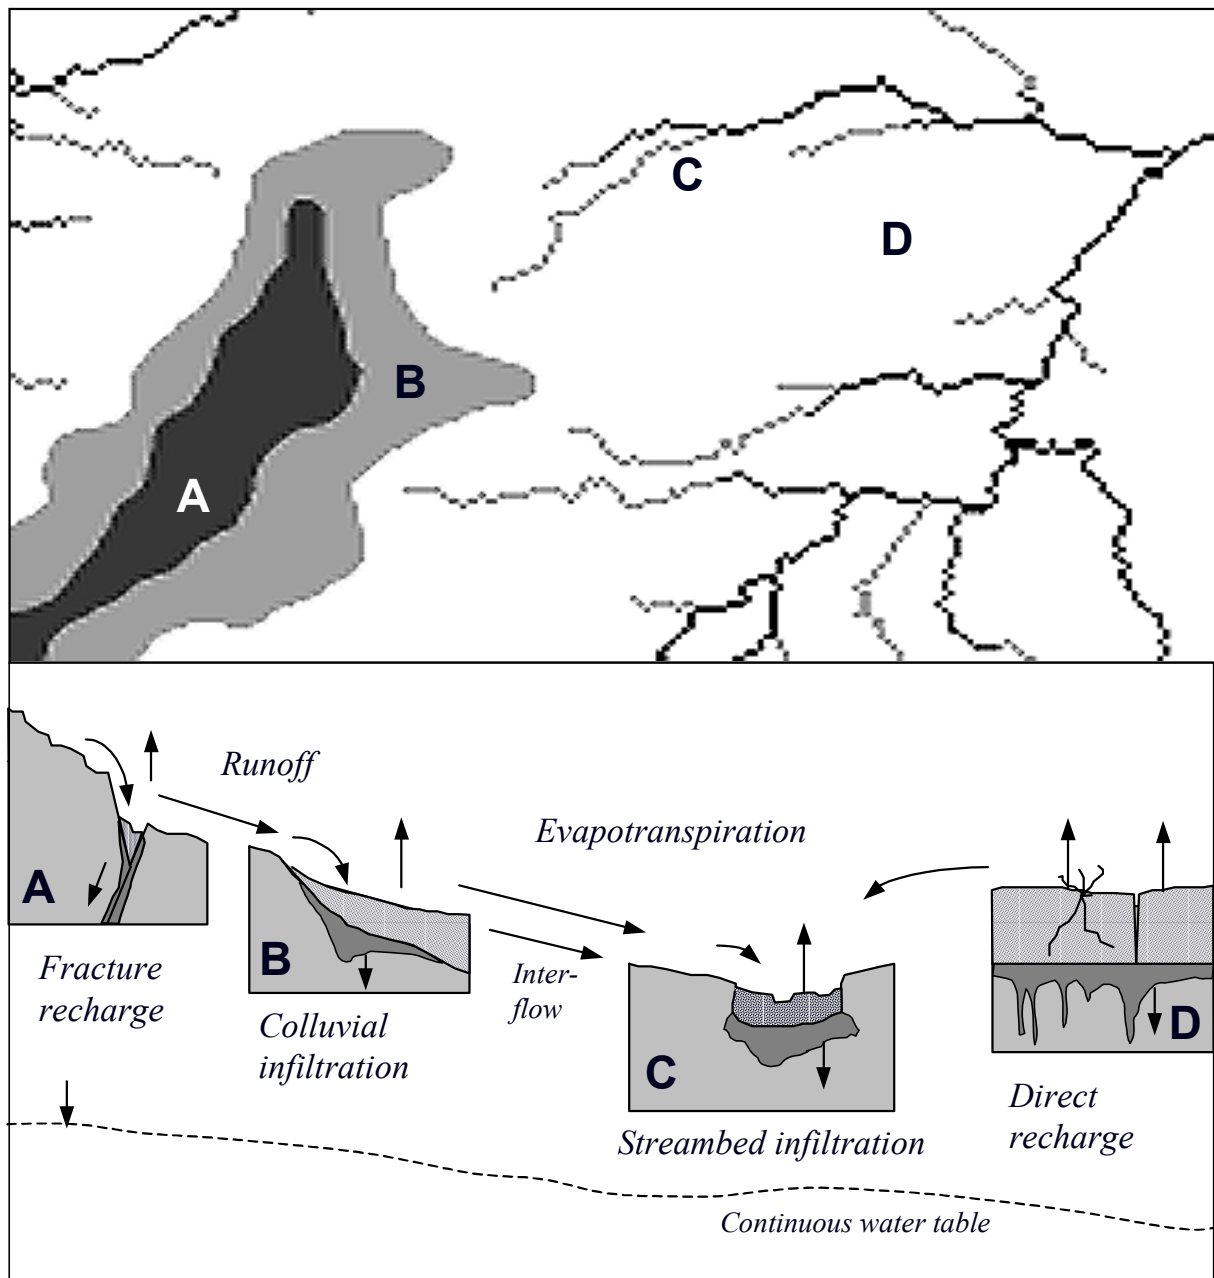 C
D
B
A
Runoff
Evapotranspiration
A
B
Inter-
flow
C
D
Fracture
recharge
Colluvial
infiltration
Direct
recharge
Streambed infiltration
Continuous water table